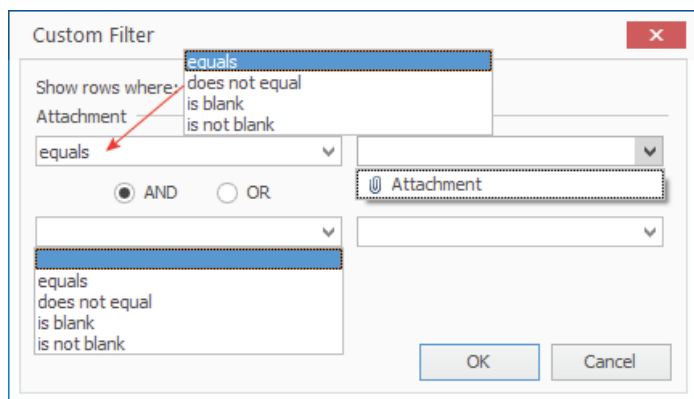 Custom Filter
equals
Show rows where:
does not equal
is blank
Attachment
is not blank
equals
AND
OR
Attachment
equals
does not equal
is blank
is not blank
OK
Cancel